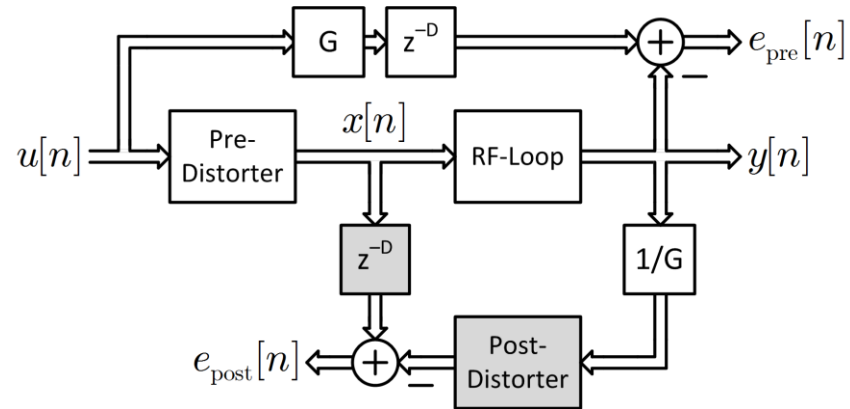 G
z⁻ᴰ
+
e_pre[n]
−
u[n]
Pre-
Distorter
x[n]
RF-Loop
y[n]
z⁻ᴰ
1/G
e_post[n]
+
−
Post-
Distorter